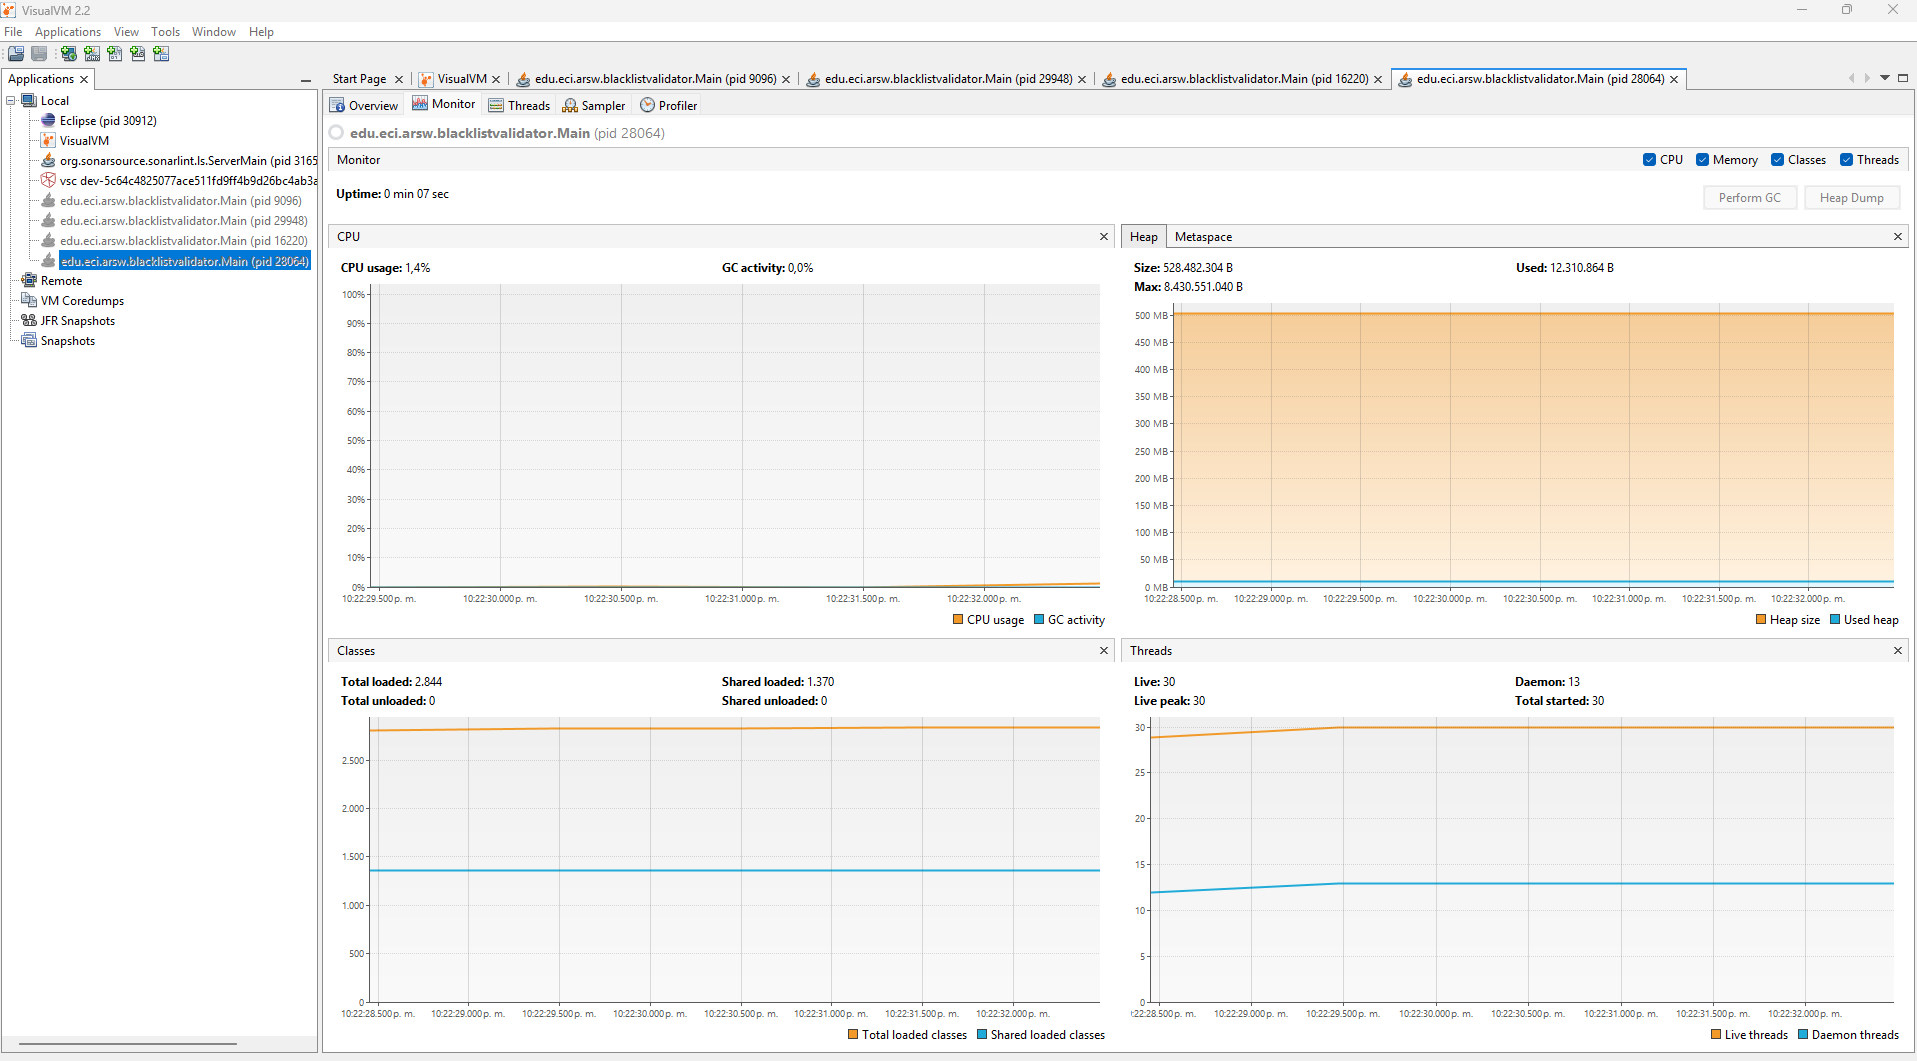 VisualVM 2.2
File Applications View Tools Window Help
Applications
Start Page
VisualVM
edu.eci.arsw.blacklistvalidator.Main (pid 9096)
edu.eci.arsw.blacklistvalidator.Main (pid 29948)
edu.eci.arsw.blacklistvalidator.Main (pid 16220)
edu.eci.arsw.blacklistvalidator.Main (pid 28064)
Local
Eclipse (pid 30912)
VisualVM
org.sonarsource.sonarlint.ls.ServerMain (pid 3165
vsc dev-5c64c4825077ace511fd9ff4b9d26bc4ab3a
edu.eci.arsw.blacklistvalidator.Main (pid 9096)
edu.eci.arsw.blacklistvalidator.Main (pid 29948)
edu.eci.arsw.blacklistvalidator.Main (pid 16220)
edu.eci.arsw.blacklistvalidator.Main (pid 28064)
Remote
VM Coredumps
JFR Snapshots
Snapshots
Overview Monitor Threads Sampler Profiler
edu.eci.arsw.blacklistvalidator.Main (pid 28064)
Monitor
CPU Memory Classes Threads
Uptime: 0 min 07 sec
Perform GC Heap Dump
CPU
CPU usage: 1,4% GC activity: 0,0%
100%
90%
80%
70%
60%
50%
40%
30%
20%
10%
0%
10:22:29.500 p. m. 10:22:30.000 p. m. 10:22:30.500 p. m. 10:22:31.000 p. m. 10:22:31.500 p. m. 10:22:32.000 p. m.
CPU usage GC activity
Heap Metaspace
Size: 528.482.304 B Used: 12.310.864 B
Max: 8.430.551.040 B
500 MB
450 MB
400 MB
350 MB
300 MB
250 MB
200 MB
150 MB
100 MB
50 MB
0 MB
10:22:28.500 p. m. 10:22:29.000 p. m. 10:22:29.500 p. m. 10:22:30.000 p. m. 10:22:30.500 p. m. 10:22:31.000 p. m. 10:22:31.500 p. m. 10:22:32.000 p. m.
Heap size Used heap
Classes
Total loaded: 2.844 Shared loaded: 1.370
Total unloaded: 0 Shared unloaded: 0
2.500
2.000
1.500
1.000
500
0
10:22:28.500 p. m. 10:22:29.000 p. m. 10:22:29.500 p. m. 10:22:30.000 p. m. 10:22:30.500 p. m. 10:22:31.000 p. m. 10:22:31.500 p. m. 10:22:32.000 p. m.
Total loaded classes Shared loaded classes
Threads
Live: 30 Daemon: 13
Live peak: 30 Total started: 30
30
25
20
15
10
5
0
:22:28.500 p. m. 10:22:29.000 p. m. 10:22:29.500 p. m. 10:22:30.000 p. m. 10:22:30.500 p. m. 10:22:31.000 p. m. 10:22:31.500 p. m. 10:22:32.000 p. m.
Live threads Daemon threads